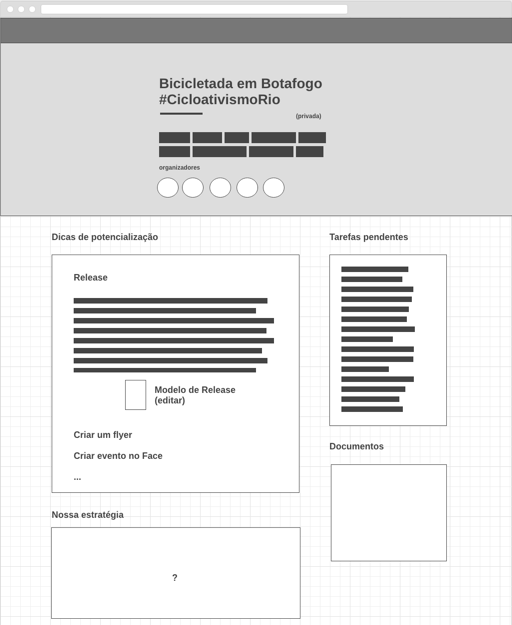 Bicicletada em Botafogo
#CicloativismoRio
(privada)
organizadores
Dicas de potencialização
Release
Modelo de Release
(editar)
Criar um flyer
Criar evento no Face
...
Nossa estratégia
?
Tarefas pendentes
Documentos